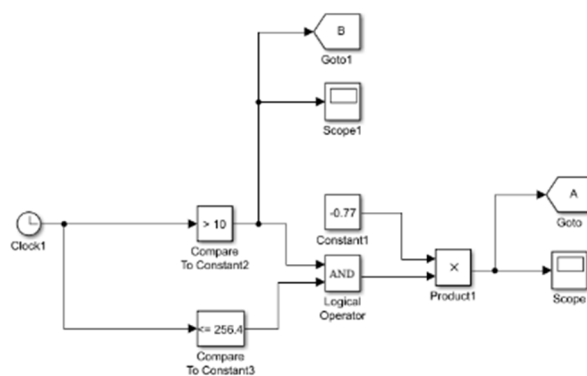 B
Goto1
Scope1
Clock1
> 10
Compare
To Constant2
-0.77
Constant1
AND
Logical
Operator
×
Product1
A
Goto
Scope
<= 256.4
Compare
To Constant3